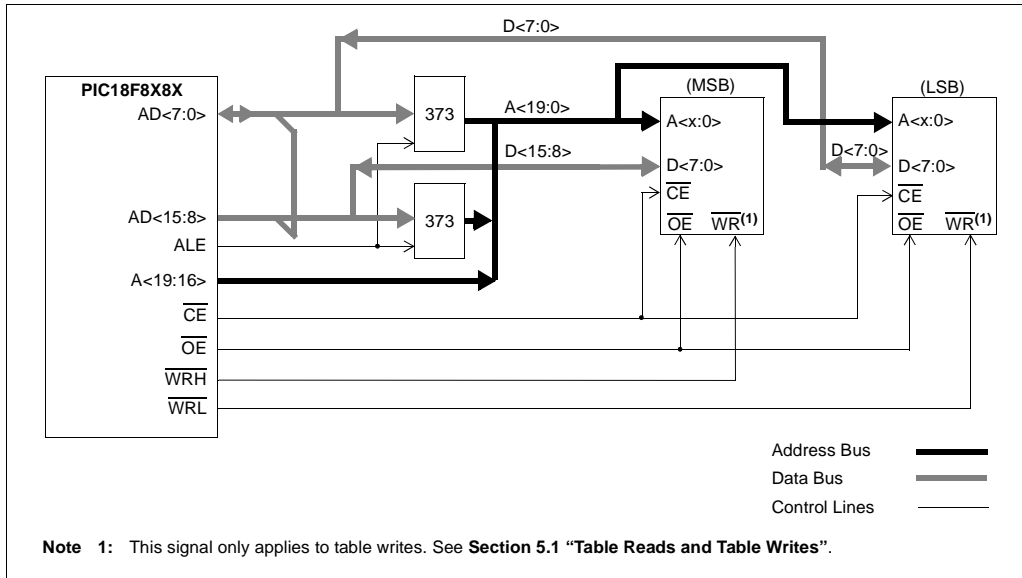 D<7:0>
PIC18F8X8X
AD<7:0>
373
A<19:0>
(MSB)
(LSB)
A<x:0>
A<x:0>
D<15:8>
D<7:0>
D<7:0>
D<7:0>
CE
CE
AD<15:8>
373
OE WR(1)
OE WR(1)
ALE
A<19:16>
CE
OE
WRH
WRL
Address Bus
Data Bus
Control Lines
Note 1: This signal only applies to table writes. See Section 5.1 “Table Reads and Table Writes”.